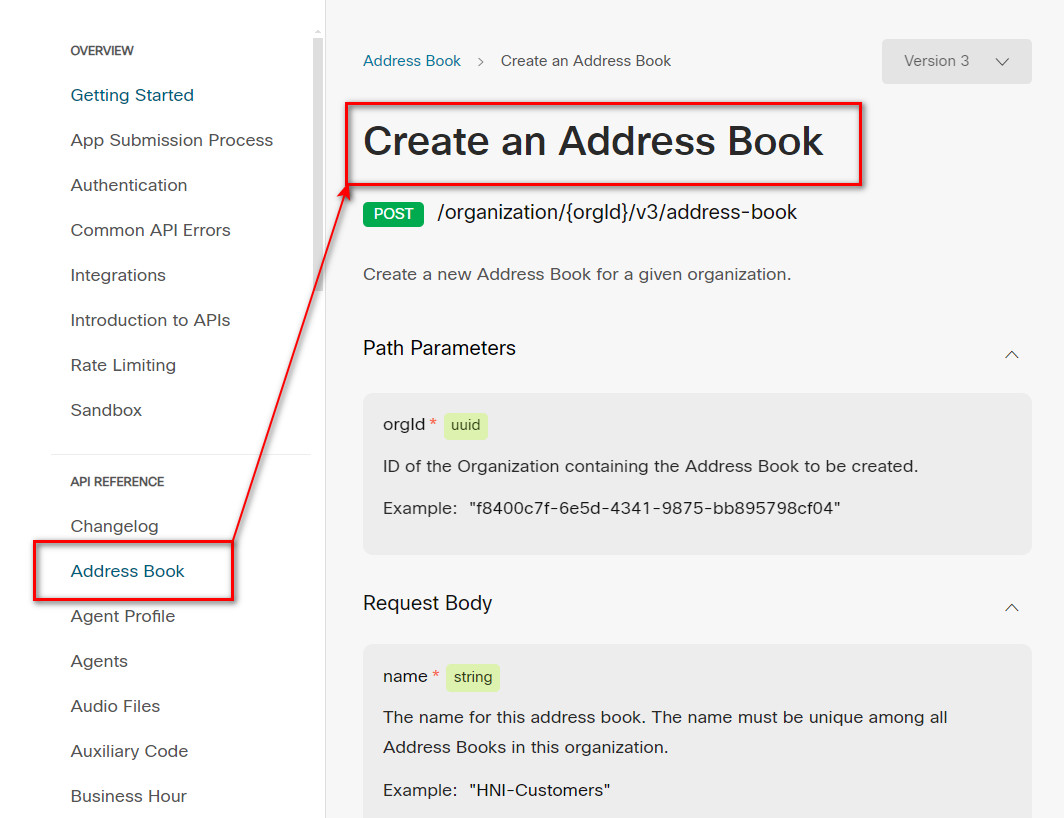 OVERVIEW
Getting Started
App Submission Process
Authentication
Common API Errors
Integrations
Introduction to APIs
Rate Limiting
Sandbox
API REFERENCE
Changelog
Address Book
Agent Profile
Agents
Audio Files
Auxiliary Code
Business Hour
Address Book > Create an Address Book
Version 3
Create an Address Book
POST /organization/{orgId}/v3/address-book
Create a new Address Book for a given organization.
Path Parameters
orgId * uuid
ID of the Organization containing the Address Book to be created.
Example: "f8400c7f-6e5d-4341-9875-bb895798cf04"
Request Body
name * string
The name for this address book. The name must be unique among all
Address Books in this organization.
Example: "HNI-Customers"